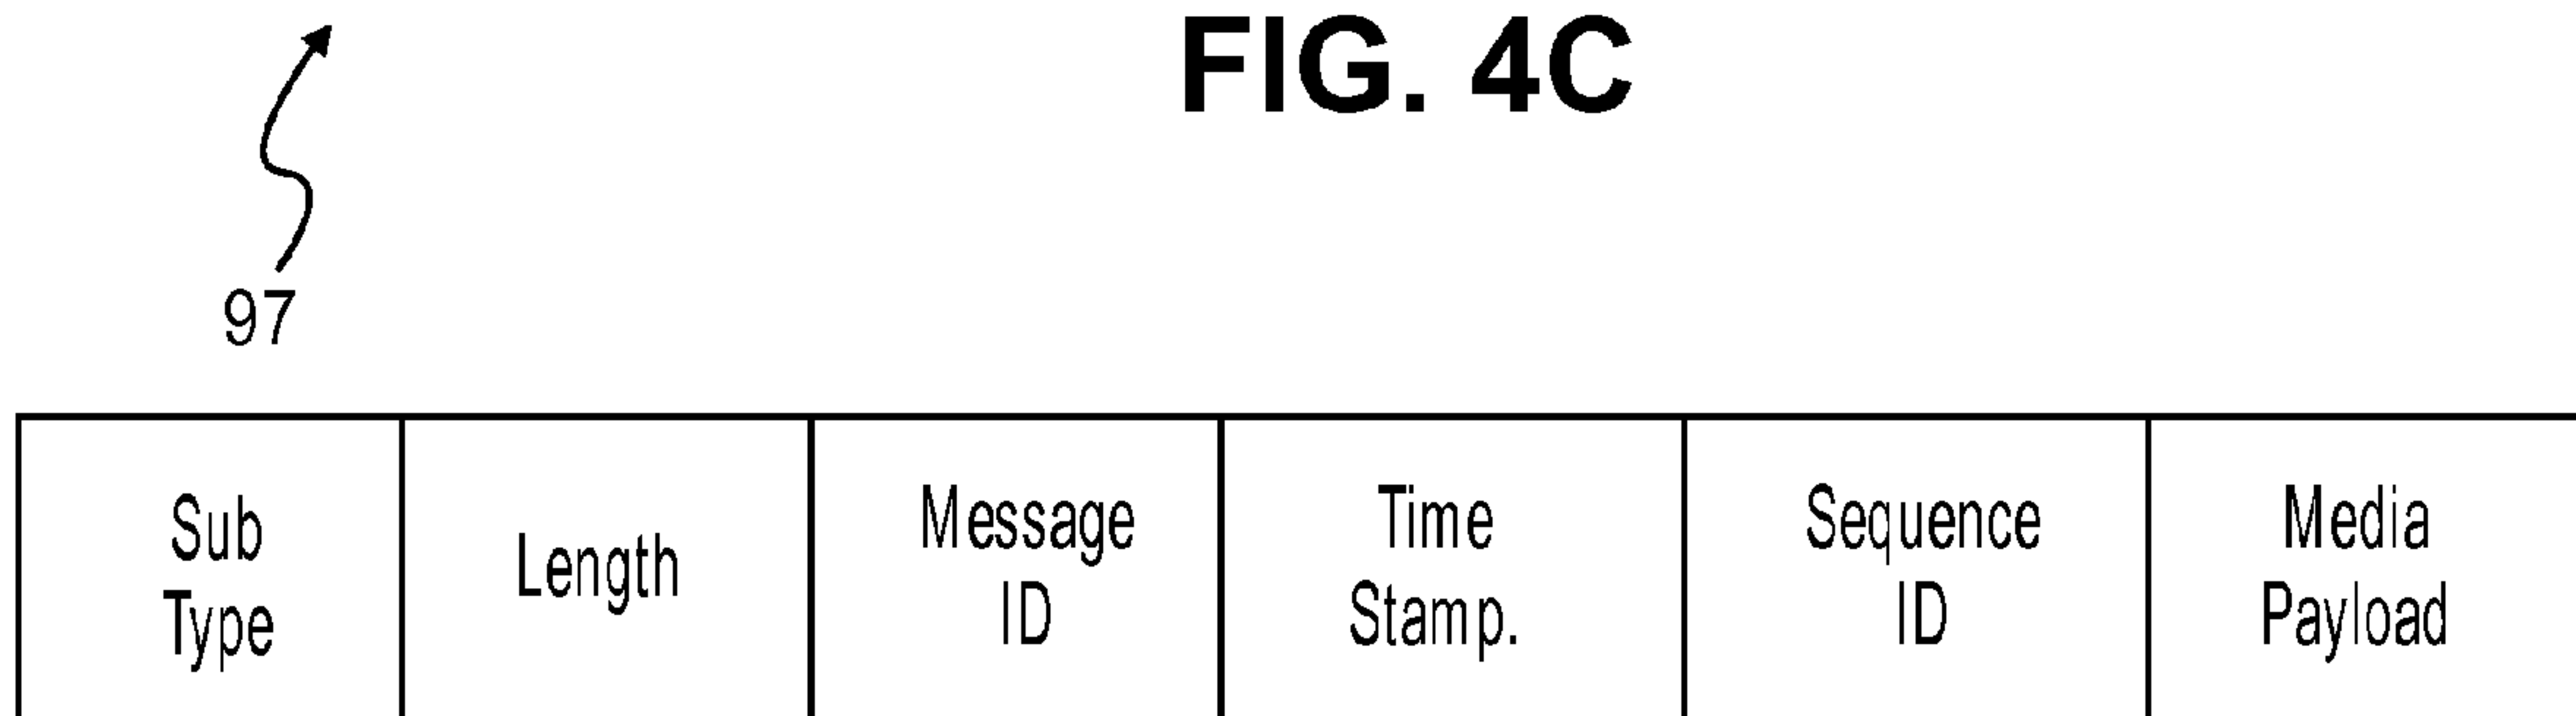 FIG. 4C
97
Sub
Type
Length
Message
ID
Time
Stamp.
Sequence
ID
Media
Payload